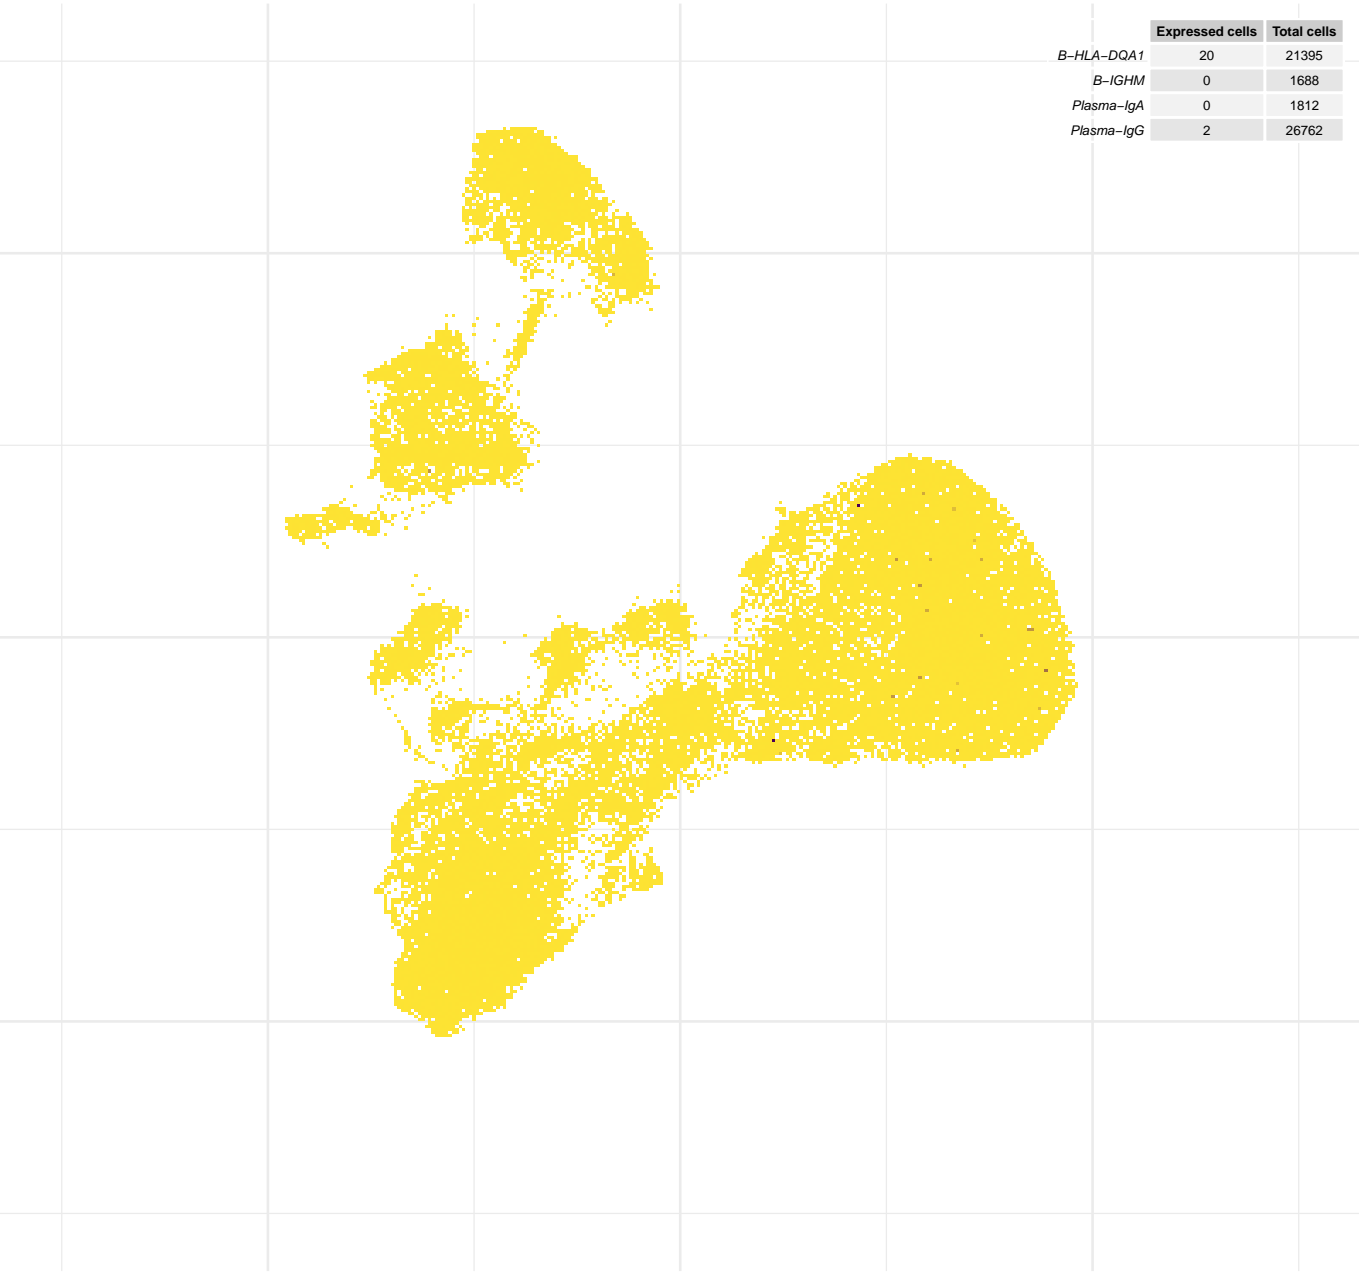 Expressed cells Total cells
B−HLA−DQA1 20 21395
B−IGHM 0 1688
Plasma−IgA 0 1812
Plasma−IgG 2 26762